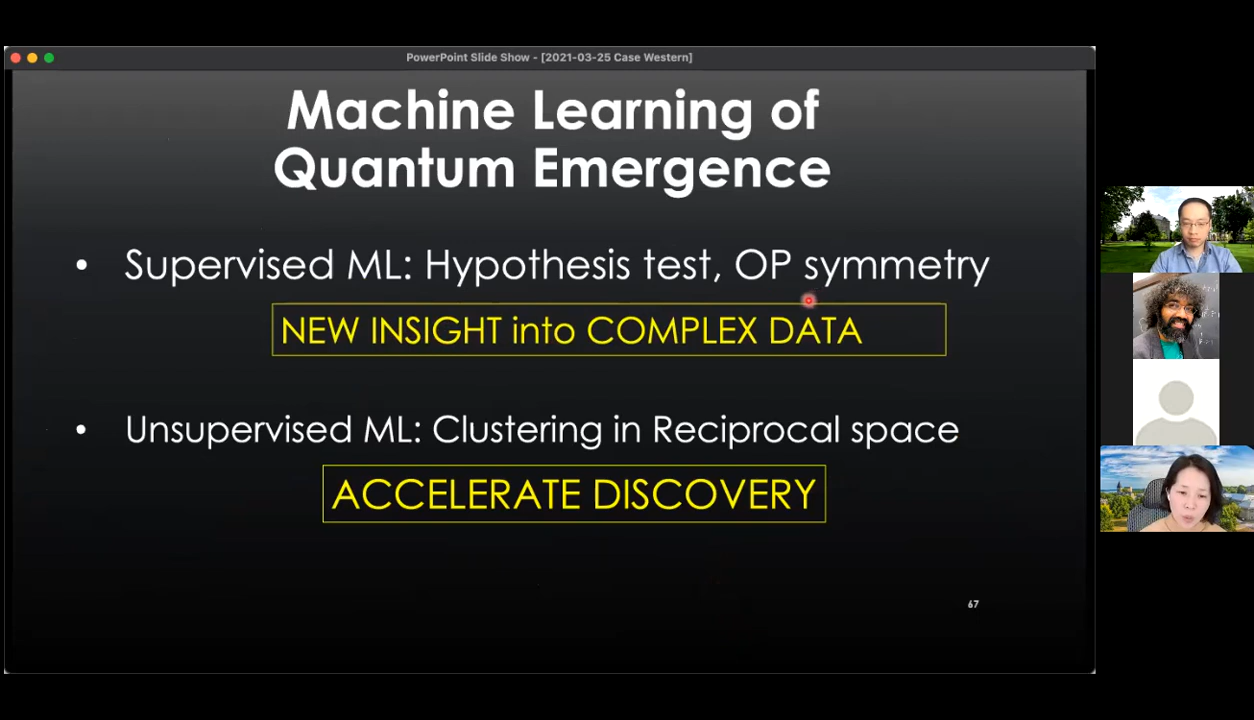 PowerPoint Slide Show - [2021-03-25 Case Western]
Machine Learning of
Quantum Emergence
• Supervised ML: Hypothesis test, OP symmetry
NEW INSIGHT into COMPLEX DATA
• Unsupervised ML: Clustering in Reciprocal space
ACCELERATE DISCOVERY
67